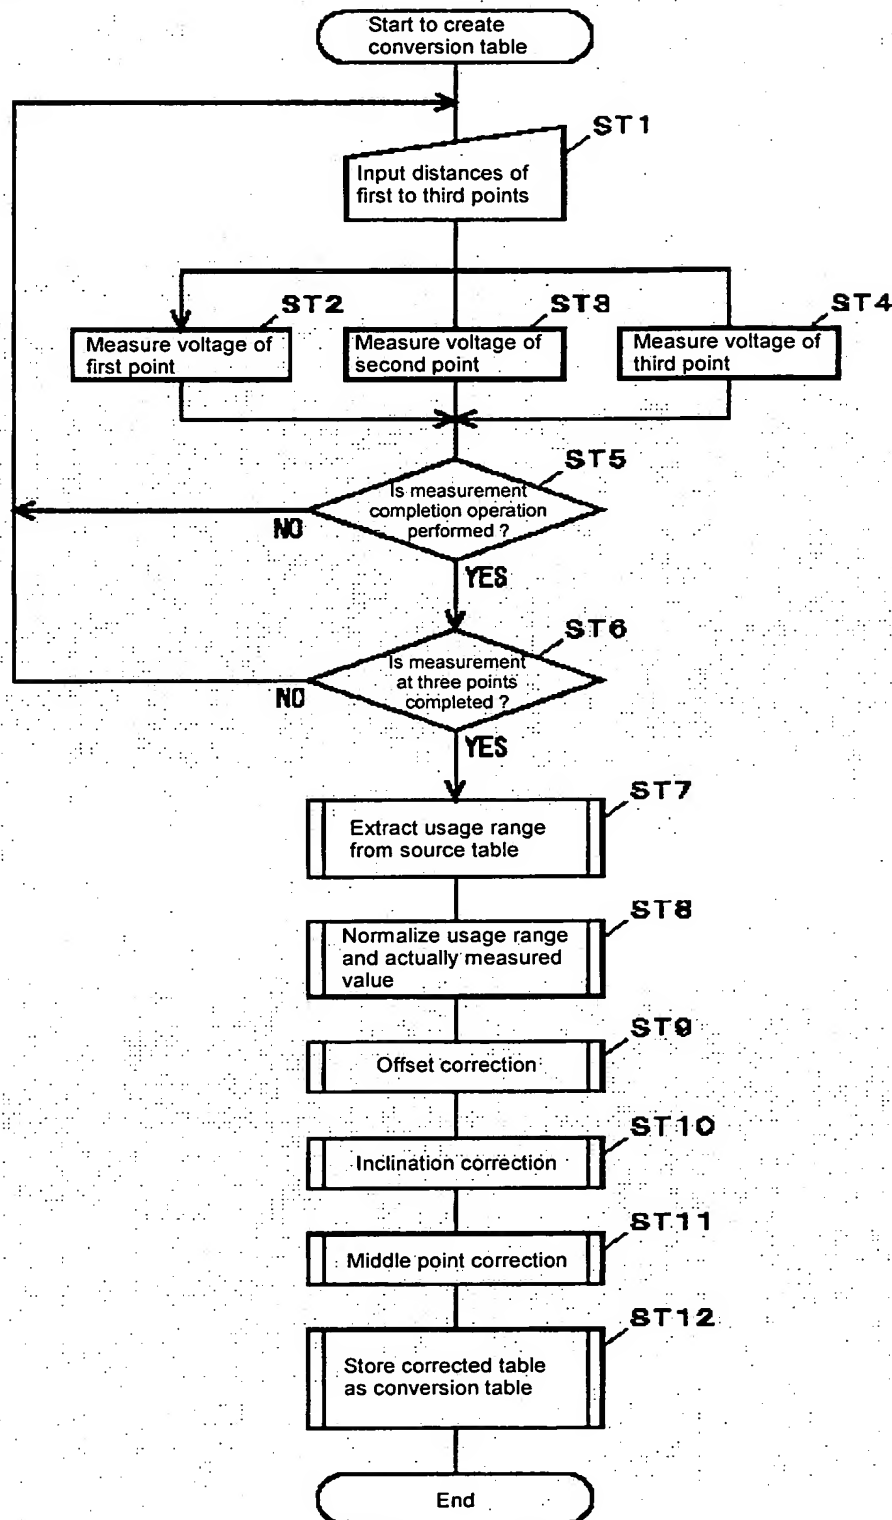 Start to create
conversion table
ST1
Input distances of
first to third points
ST2
ST3
ST4
Measure voltage of
first point
Measure voltage of
second point
Measure voltage of
third point
ST5
Is measurement
completion operation
performed ?
NO
YES
ST6
Is measurement
at three points
completed ?
NO
YES
ST7
Extract usage range
from source table
ST8
Normalize usage range
and actually measured
value
ST9
Offset correction
ST10
Inclination correction
ST11
Middle point correction
ST12
Store corrected table
as conversion table
End